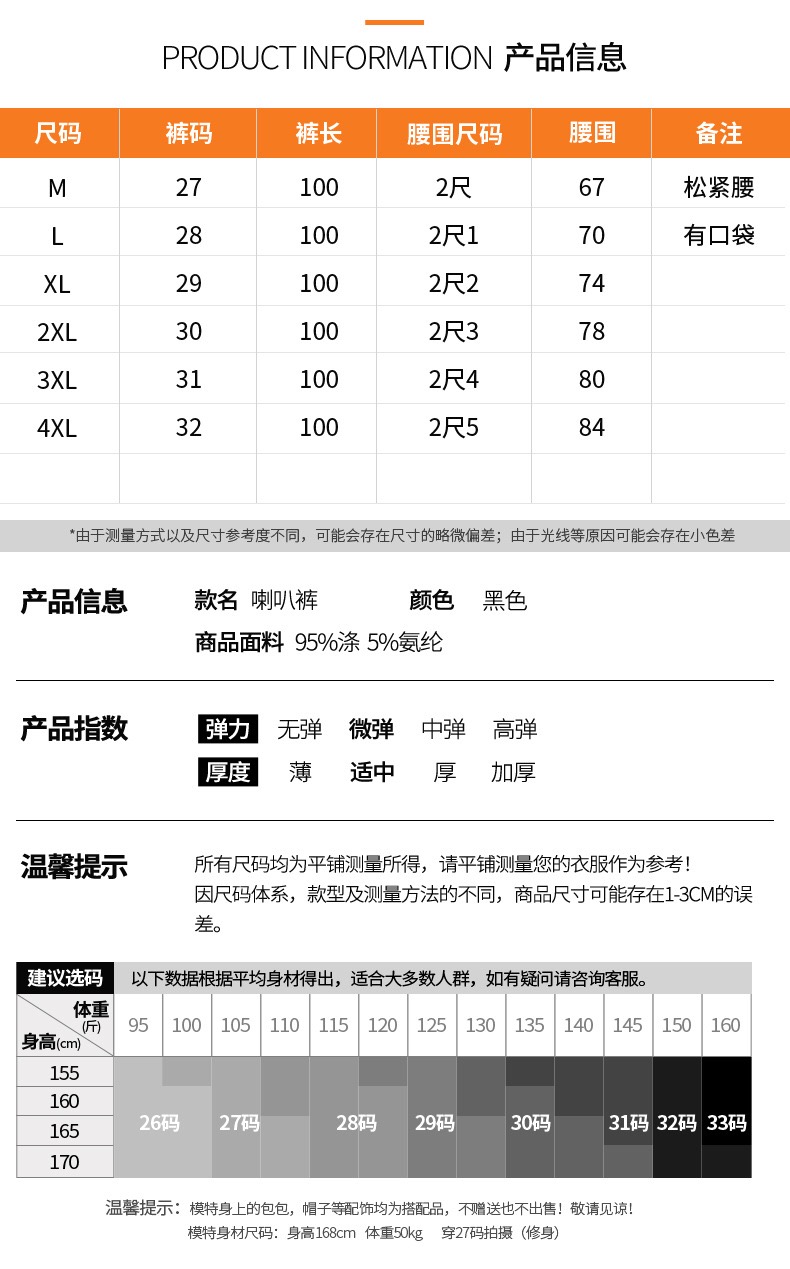 PRODUCT INFORMATION 产品信息
尺码 裤码 裤长 腰围尺码 腰围 备注
M 27 100 2尺 67 松紧腰
L 28 100 2尺1 70 有口袋
XL 29 100 2尺2 74
2XL 30 100 2尺3 78
3XL 31 100 2尺4 80
4XL 32 100 2尺5 84
*由于测量方式以及尺寸参考度不同，可能会存在尺寸的略微偏差；由于光线等原因可能会存在小色差
产品信息 款名 喇叭裤 颜色 黑色
商品面料 95%涤 5%氨纶
产品指数 弹力 无弹 微弹 中弹 高弹
厚度 薄 适中 厚 加厚
温馨提示 所有尺码均为平铺测量所得，请平铺测量您的衣服作为参考！
因尺码体系，款型及测量方法的不同，商品尺寸可能存在1-3CM的误
差。
建议选码 以下数据根据平均身材得出，适合大多数人群，如有疑问请咨询客服。
体重(斤) 95 100 105 110 115 120 125 130 135 140 145 150 160
身高(cm)
155
160
26码 27码 28码 29码 30码 31码 32码 33码
165
170
温馨提示：模特身上的包包，帽子等配饰均为搭配品，不赠送也不出售！敬请见谅！
模特身材尺码：身高168cm 体重50kg 穿27码拍摄（修身）